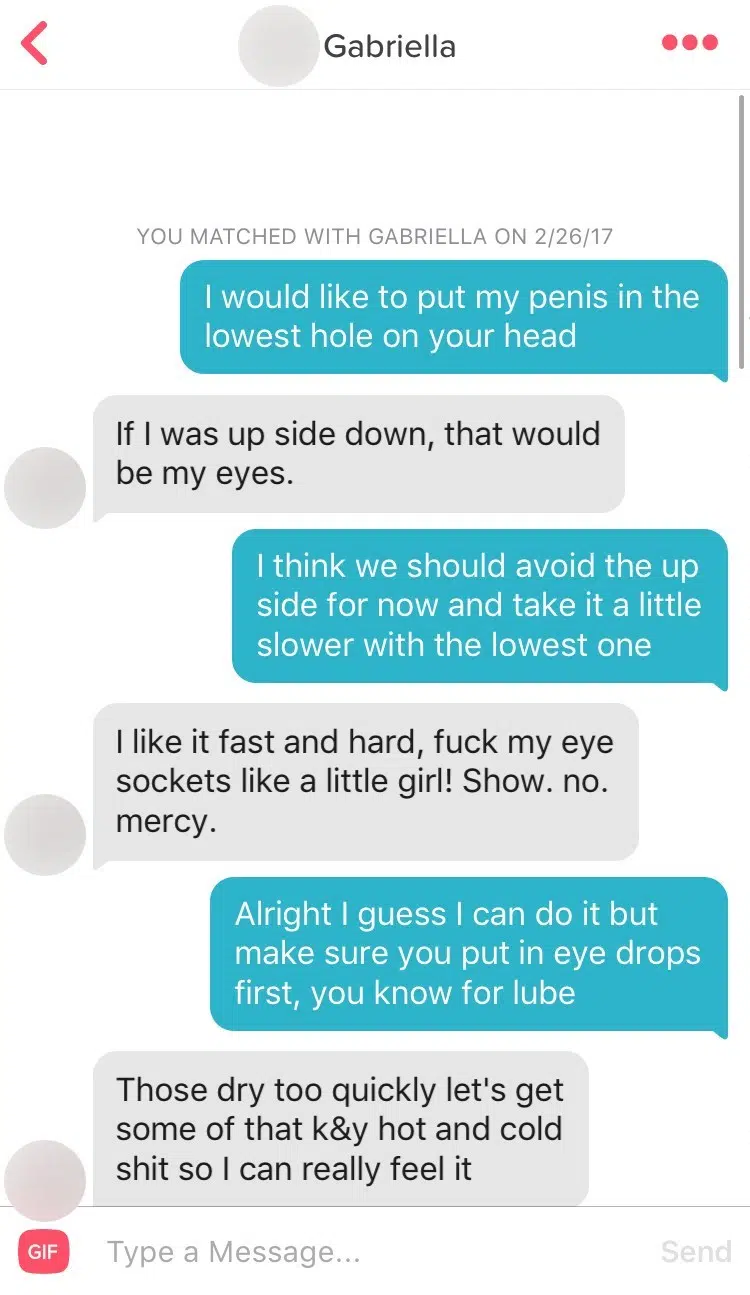 Gabriella
YOU MATCHED WITH GABRIELLA ON 2/26/17
I would like to put my penis in the
lowest hole on your head
If I was up side down, that would
be my eyes.
I think we should avoid the up
side for now and take it a little
slower with the lowest one
I like it fast and hard, fuck my eye
sockets like a little girl! Show. no.
mercy.
Alright I guess I can do it but
make sure you put in eye drops
first, you know for lube
Those dry too quickly let's get
some of that k&y hot and cold
shit so I can really feel it
GIF Type a Message... Send